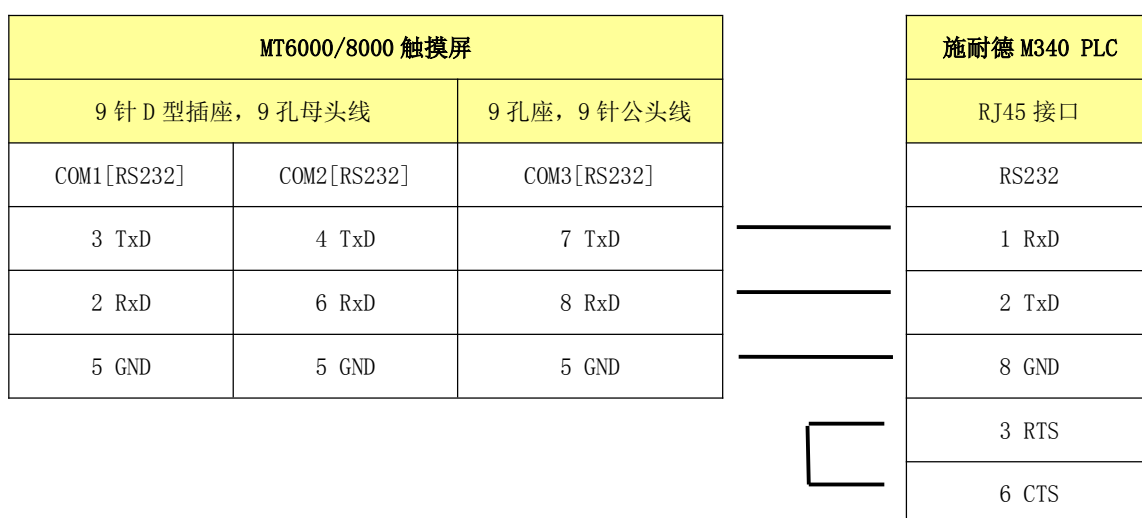 MT6000/8000 触摸屏
施耐德 M340 PLC
9 针 D 型插座，9 孔母头线
9 孔座，9 针公头线
RJ45 接口
COM1[RS232]
COM2[RS232]
COM3[RS232]
RS232
3 TxD
4 TxD
7 TxD
1 RxD
2 RxD
6 RxD
8 RxD
2 TxD
5 GND
5 GND
5 GND
8 GND
3 RTS
6 CTS